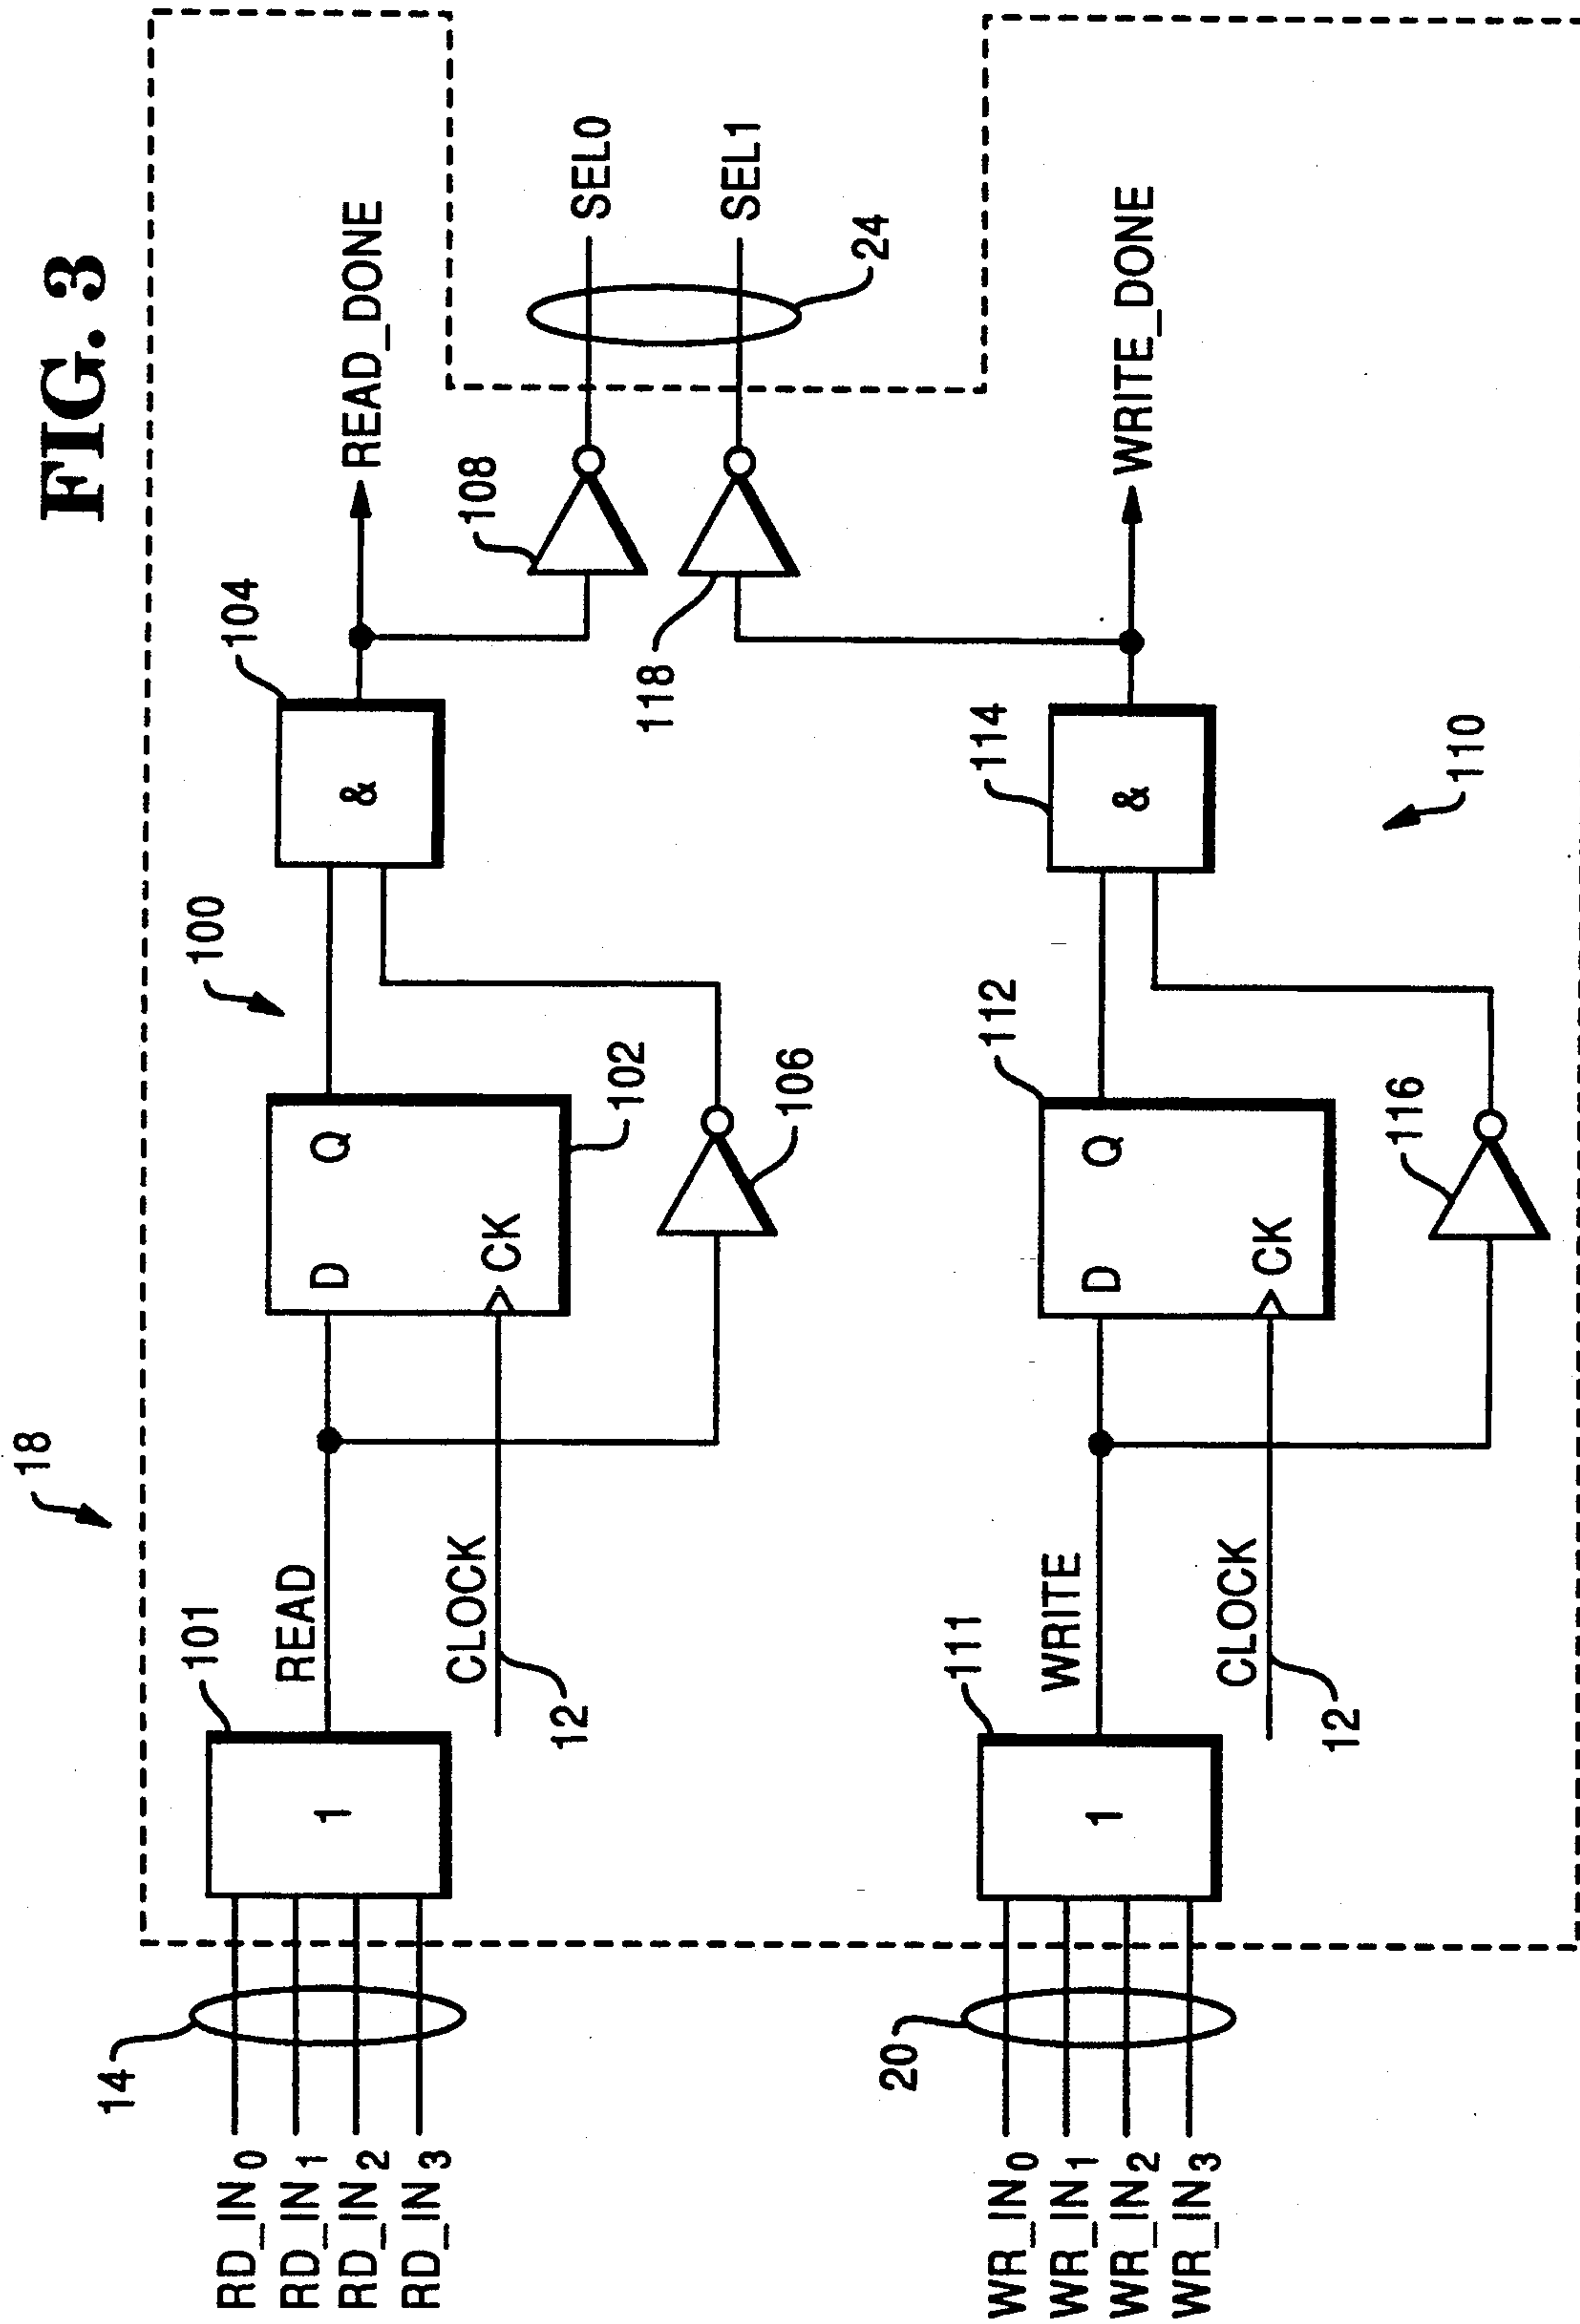 FIG. 3
18
14
RD_IN0
RD_IN1
RD_IN2
RD_IN3
101
1
READ
CLOCK
12
D
Q
CK
102
106
100
104
&
READ_DONE
108
SEL0
SEL1
24
118
20
WR_IN0
WR_IN1
WR_IN2
WR_IN3
111
1
WRITE
CLOCK
12
D
Q
CK
112
116
114
&
110
WRITE_DONE